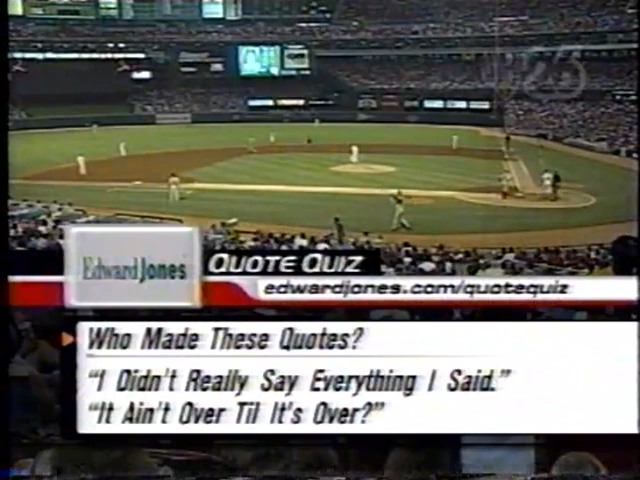 Edward Jones
QUOTE QUIZ
edwardjones.com/quotequiz
Who Made These Quotes?
"I Didn't Really Say Everything I Said."
"It Ain't Over Til It's Over?"